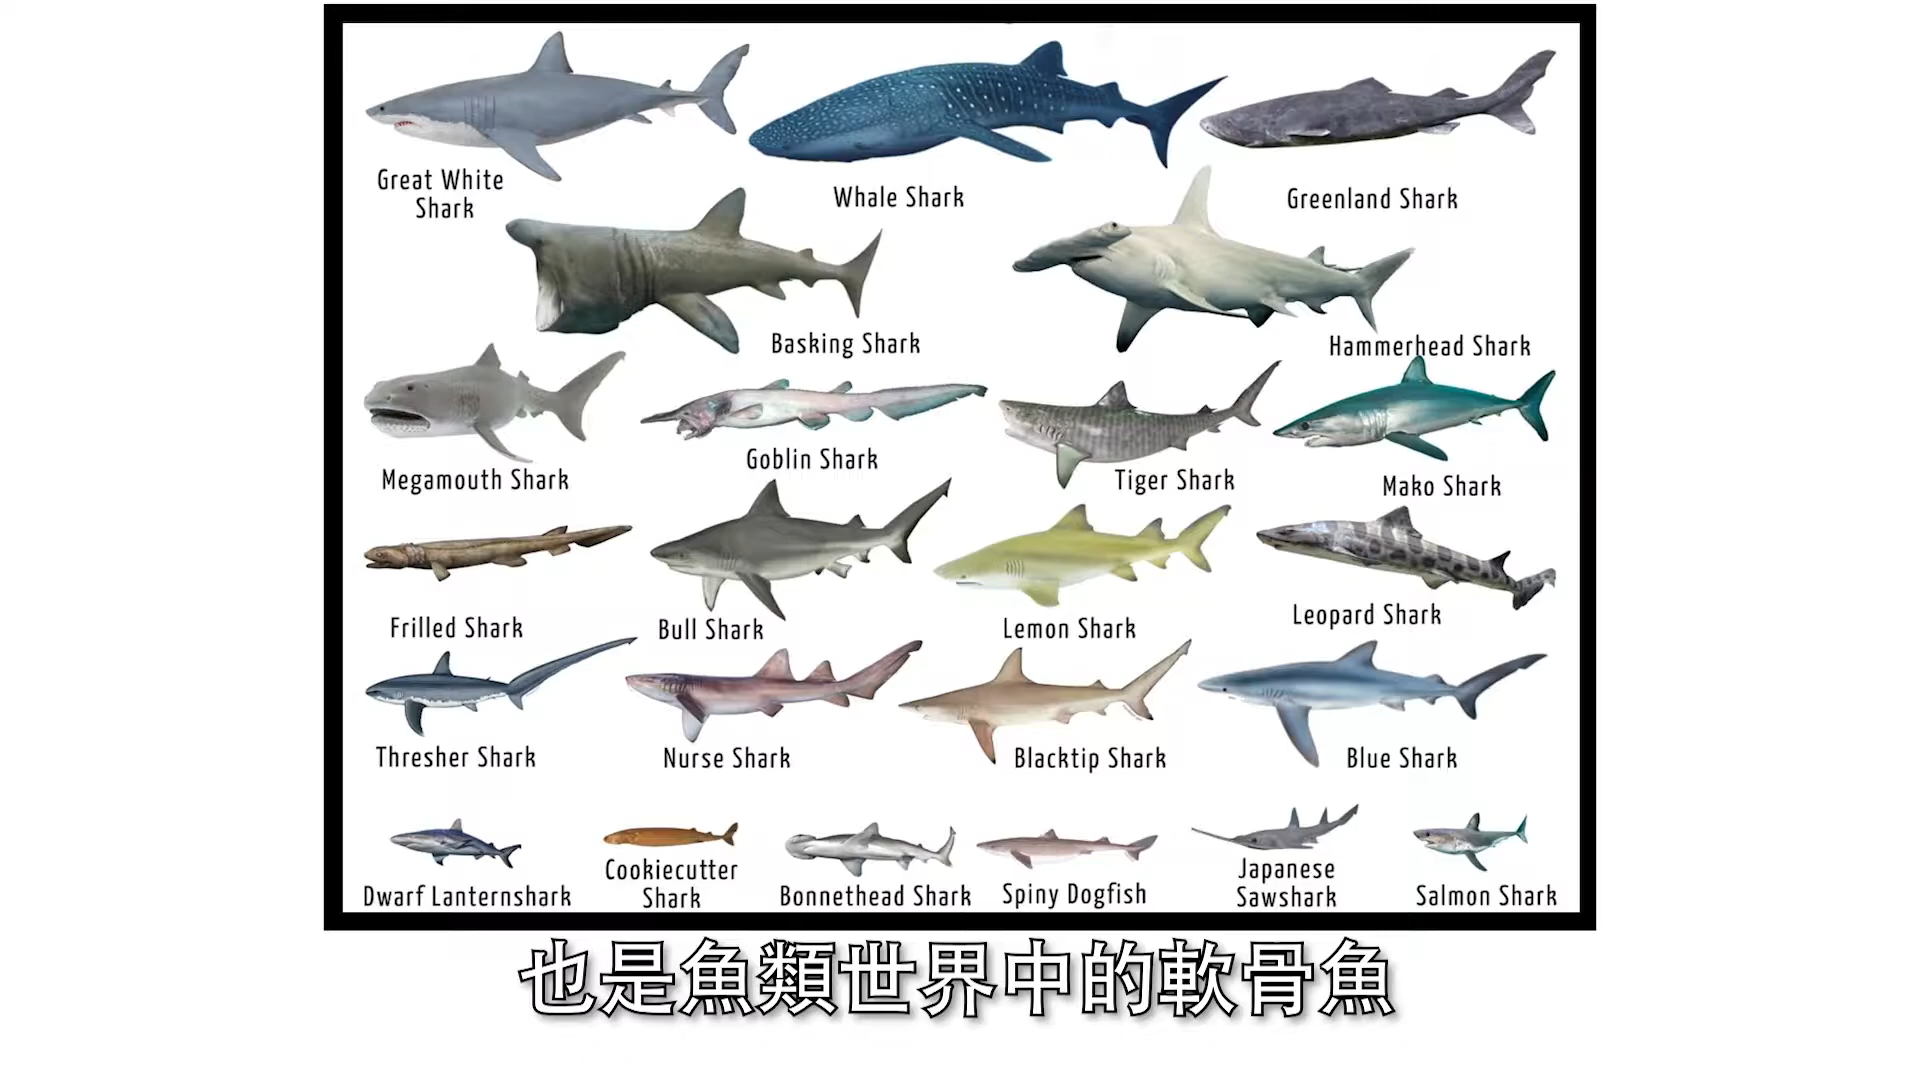 Great White
Shark
Whale Shark
Greenland Shark
Basking Shark
Hammerhead Shark
Megamouth Shark
Goblin Shark
Tiger Shark
Mako Shark
Frilled Shark
Bull Shark
Lemon Shark
Leopard Shark
Thresher Shark
Nurse Shark
Blacktip Shark
Blue Shark
Dwarf Lanternshark
Cookiecutter
Shark
Bonnethead Shark
Spiny Dogfish
Japanese
Sawshark
Salmon Shark
也是魚類世界中的軟骨魚